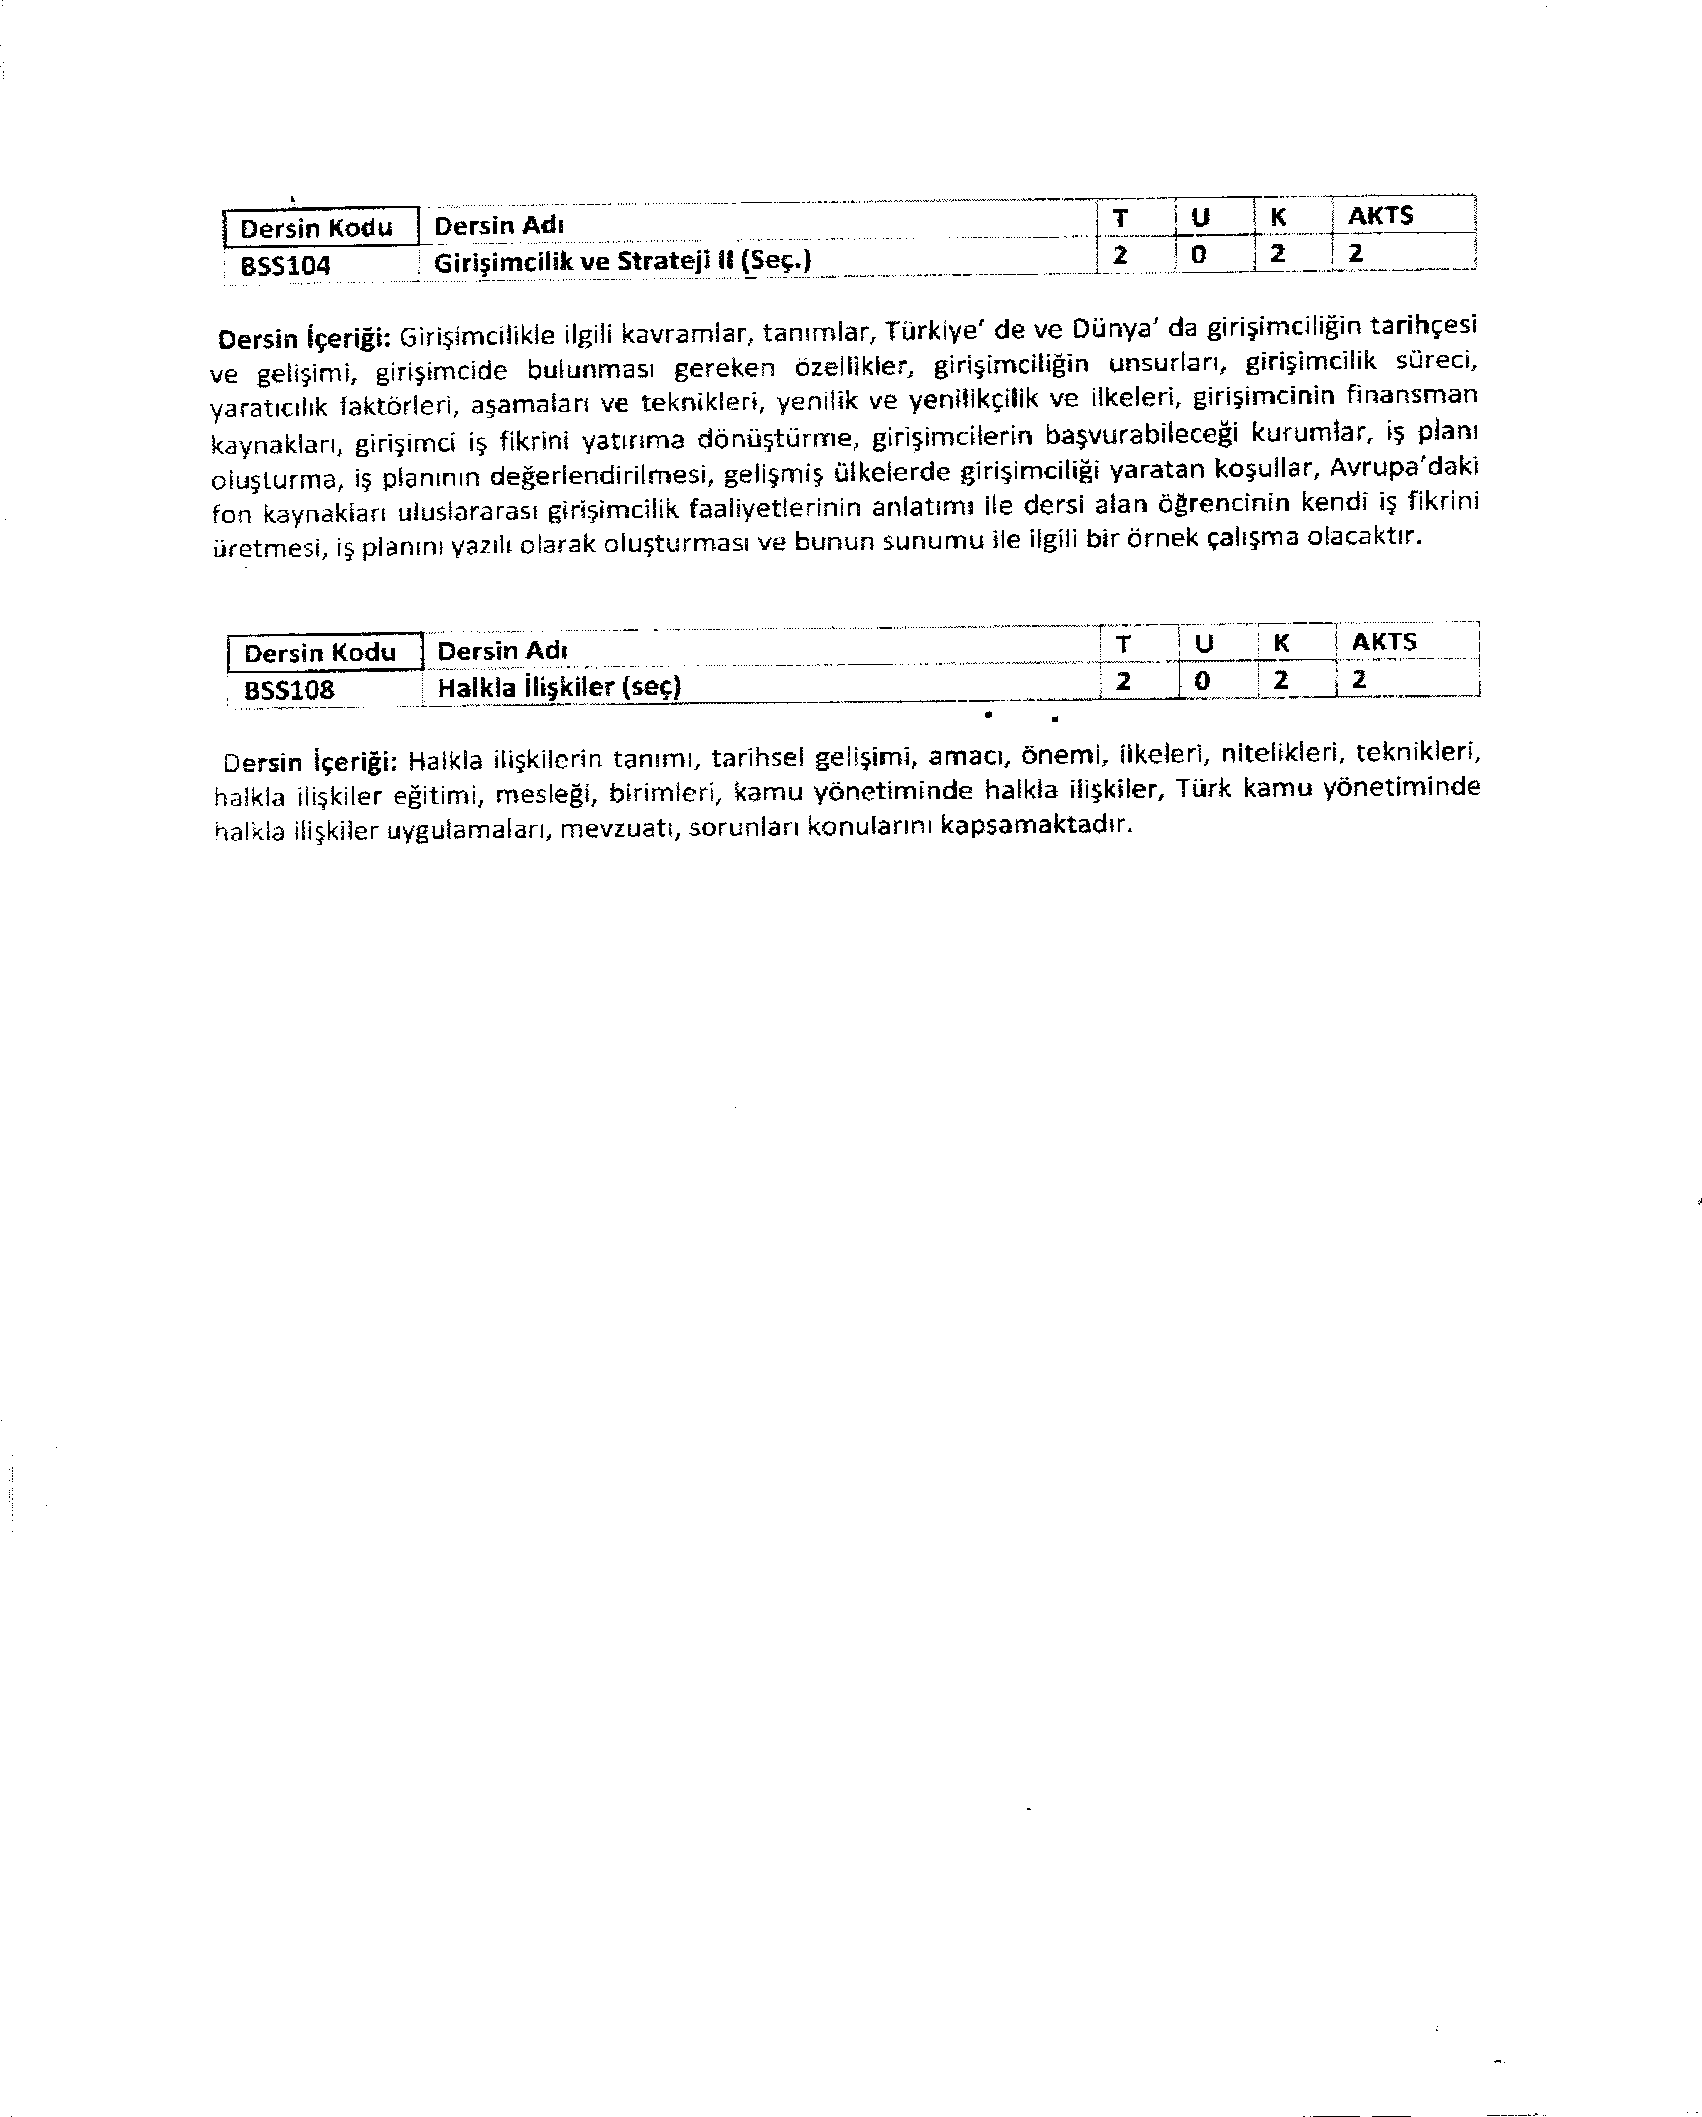 Dersin Kodu Dersin Adı T U K AKTS
BSS104 Girişimcilik ve Strateji II (Seç.) 2 0 2 2
Dersin İçeriği: Girişimcilikle ilgili kavramlar, tanımlar, Türkiye' de ve Dünya' da girişimciliğin tarihçesi
ve gelişimi, girişimcide bulunması gereken özellikler, girişimciliğin unsurları, girişimcilik süreci,
yaratıcılık faktörleri, aşamaları ve teknikleri, yenilik ve yenilikçilik ve ilkeleri, girişimcinin finansman
kaynakları, girişimci iş fikrini yatırıma dönüştürme, girişimcilerin başvurabileceği kurumlar, iş planı
oluşturma, iş planının değerlendirilmesi, gelişmiş ülkelerde girişimciliği yaratan koşullar, Avrupa'daki
fon kaynakları uluslararası girişimcilik faaliyetlerinin anlatımı ile dersi alan öğrencinin kendi iş fikrini
üretmesi, iş planını yazılı olarak oluşturması ve bunun sunumu ile ilgili bir örnek çalışma olacaktır.
Dersin Kodu Dersin Adı T U K AKTS
BSS108 Halkla İlişkiler (seç) 2 0 2 2
Dersin İçeriği: Halkla ilişkilerin tanımı, tarihsel gelişimi, amacı, önemi, ilkeleri, nitelikleri, teknikleri,
halkla ilişkiler eğitimi, mesleği, birimleri, kamu yönetiminde halkla ilişkiler, Türk kamu yönetiminde
halkla ilişkiler uygulamaları, mevzuatı, sorunları konularını kapsamaktadır.